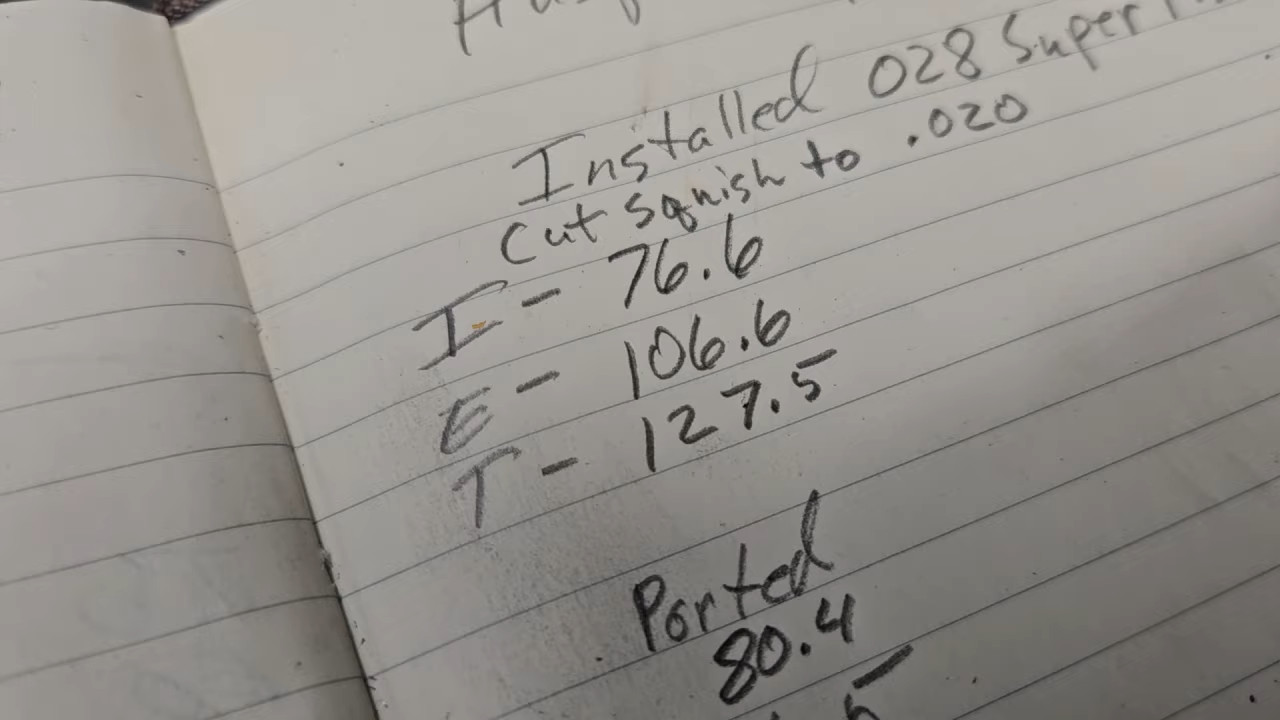 Installed 028 Super
Cut Squish to .020
I - 76.6
E - 106.6
T - 127.5
Ported
80.4